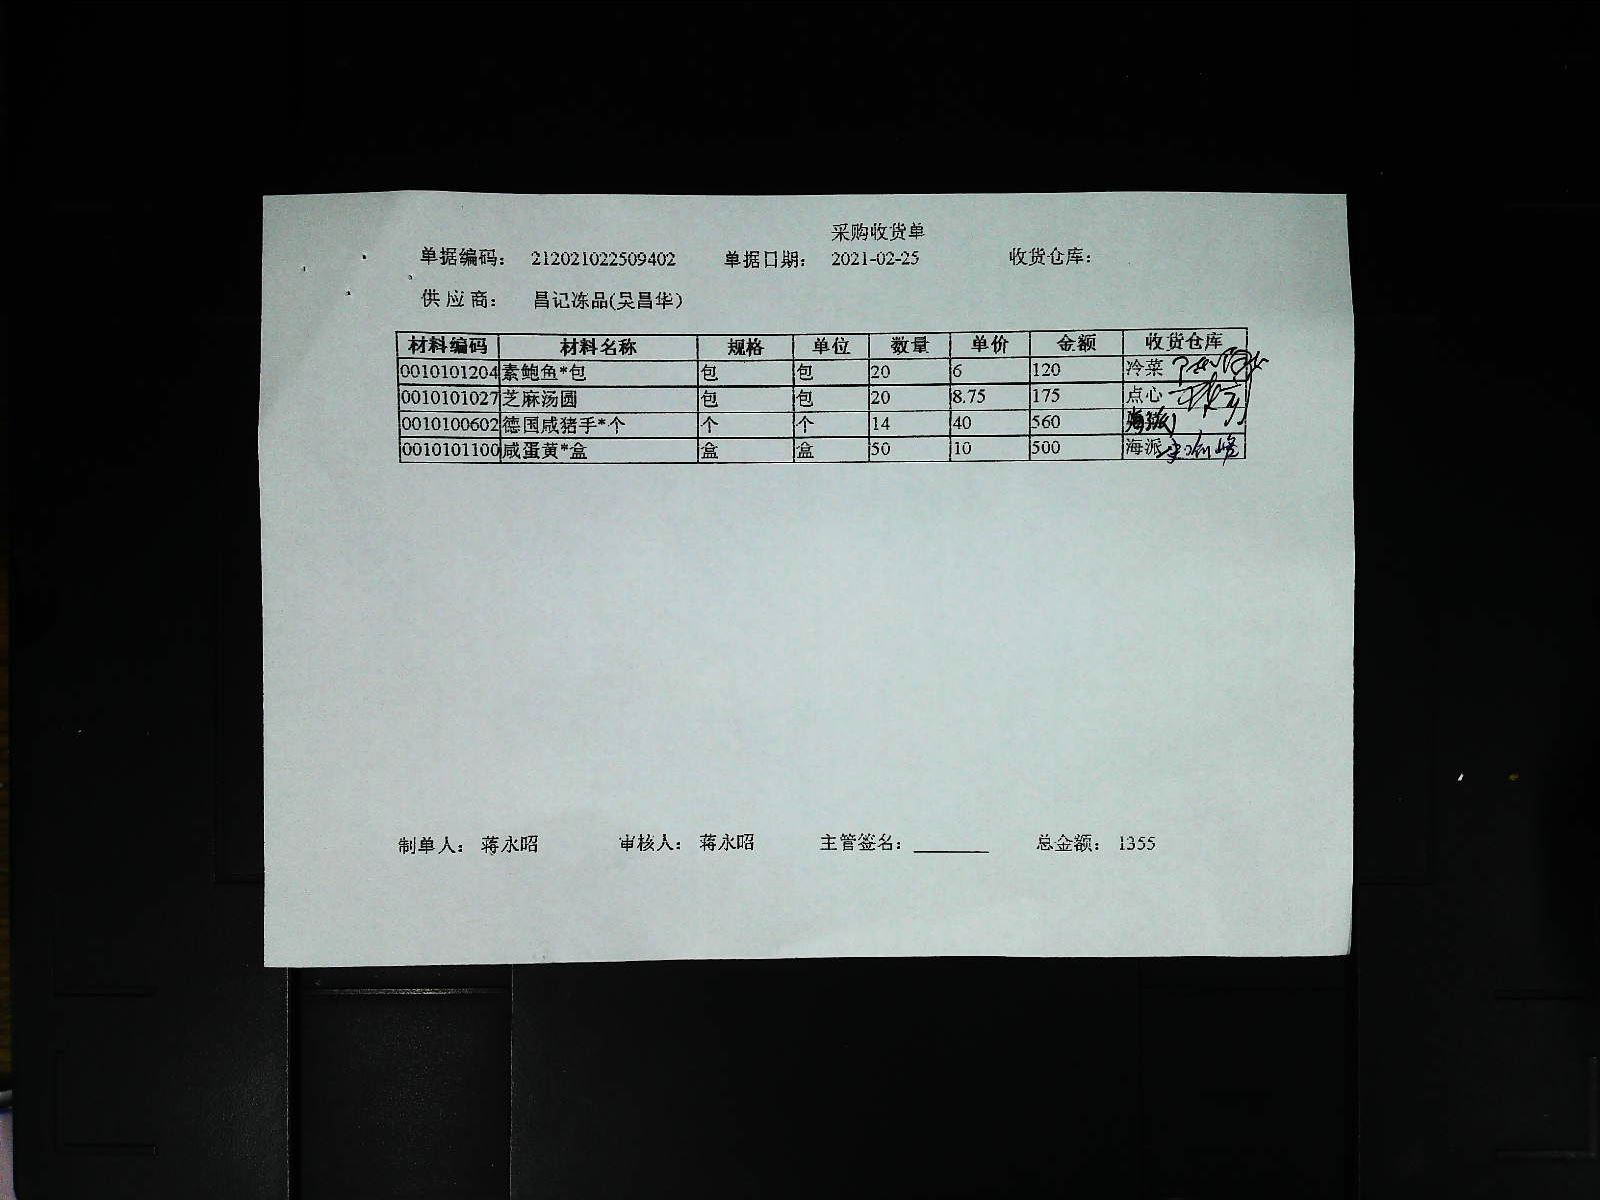 采购收货单
单据编码： 212021022509402 单据日期： 2021-02-25 收货仓库：
供 应 商： 昌记冻品(吴昌华)
材料编码 材料名称 规格 单位 数量 单价 金额 收货仓库
0010101204 素鲍鱼*包 包 包 20 6 120 冷菜
0010101027 芝麻汤圆 包 包 20 8.75 175 点心
0010100602 德国咸猪手*个 个 个 14 40 560
0010101100 咸蛋黄*盒 盒 盒 50 10 500 海派
制单人： 蒋永昭 审核人： 蒋永昭 主管签名： 总金额： 1355